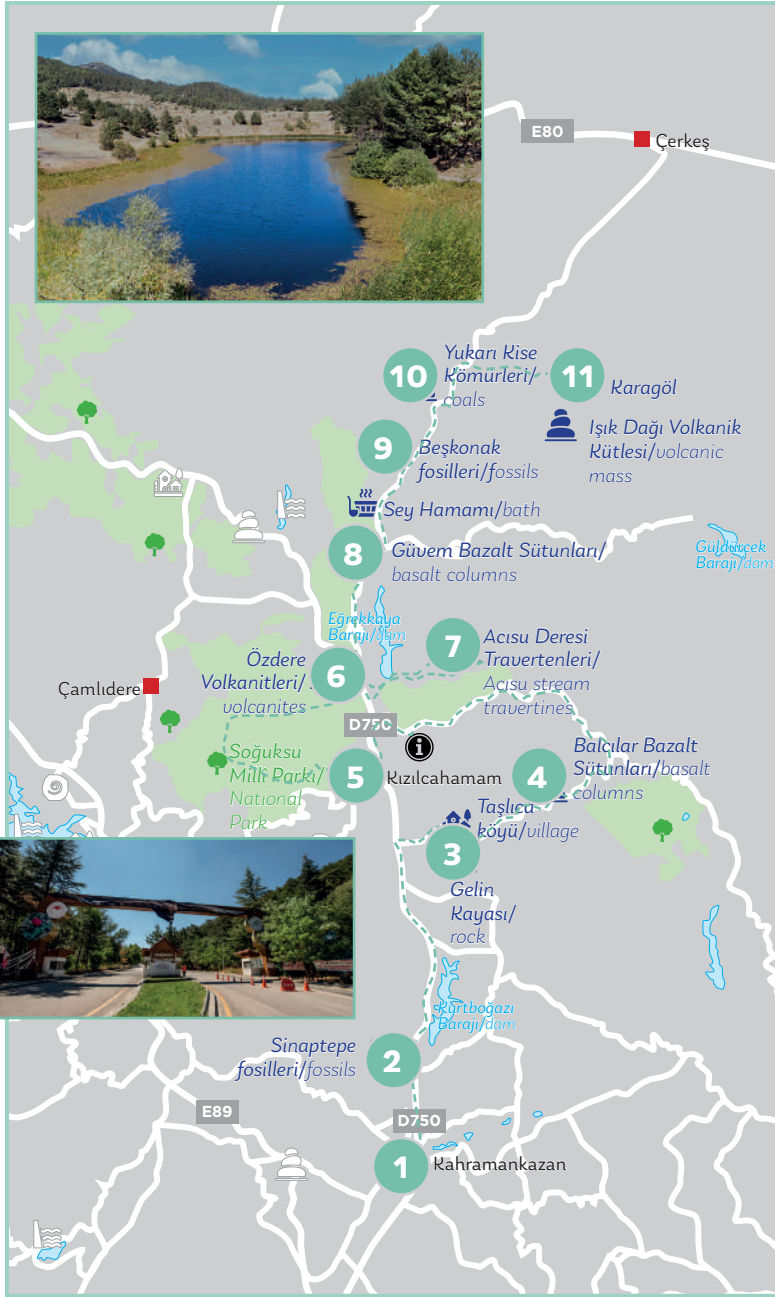 E80
Çerkeş
10
Yukarı Kise
Kömürleri/
coals
11
Karagöl
Işık Dağı Volkanik
Kütlesi/volcanic
mass
9
Beşkonak
fosilleri/fossils
Sey Hamamı/bath
8
Güvem Bazalt Sütunları/
basalt columns
Güldürcek
Barajı/dam
Eğrekkaya
Barajı/dam
7
Acısu Deresi
Travertenleri/
Acısu stream
travertines
Özdere
Volkanitleri/
volcanites
6
Çamlıdere
D750
i
Soğuksu
Milli Parkı/
National
Park
5
Kızılcahamam
4
Balcılar Bazalt
Sütunları/basalt
columns
Taşlıca
köyü/village
3
Gelin
Kayası/
rock
Kurtboğazı
Barajı/dam
Sinaptepe
fosilleri/fossils
2
E89
D750
1
Kahramankazan